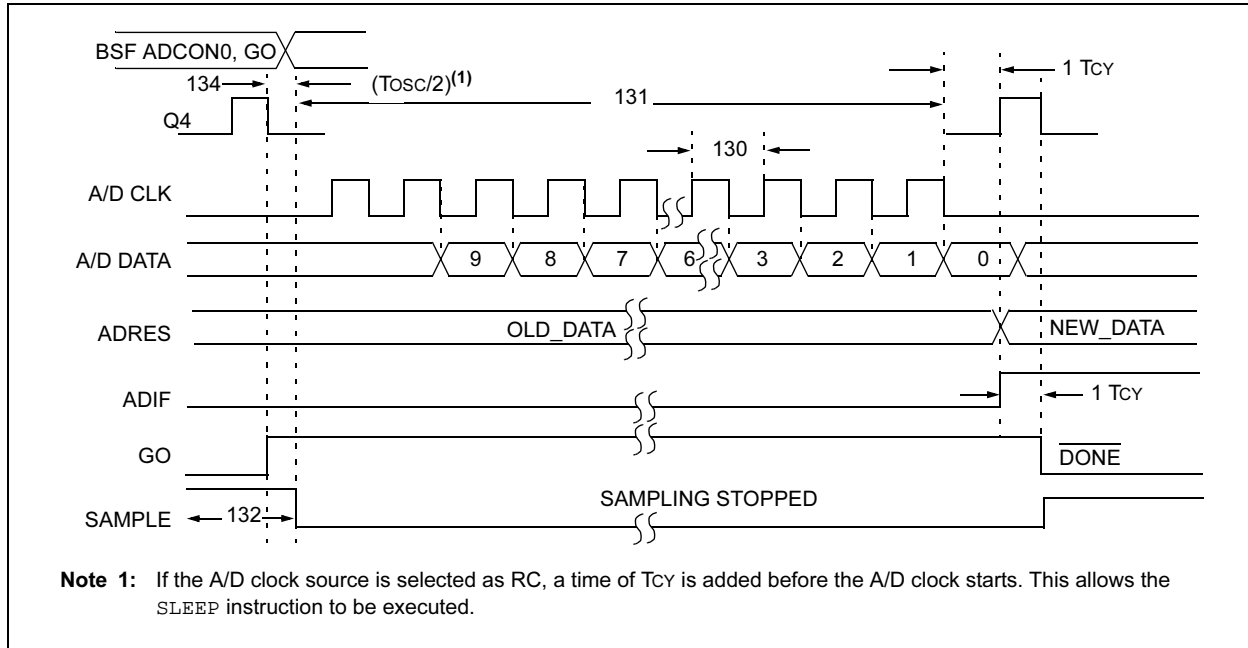 BSF ADCON0, GO
134
(TOSC/2)(1)
131
1 TCY
Q4
130
A/D CLK
A/D DATA
9 8 7 6 3 2 1 0
ADRES
OLD_DATA
NEW_DATA
ADIF
1 TCY
GO
DONE
SAMPLE
132
SAMPLING STOPPED
Note 1: If the A/D clock source is selected as RC, a time of TCY is added before the A/D clock starts. This allows the
SLEEP instruction to be executed.